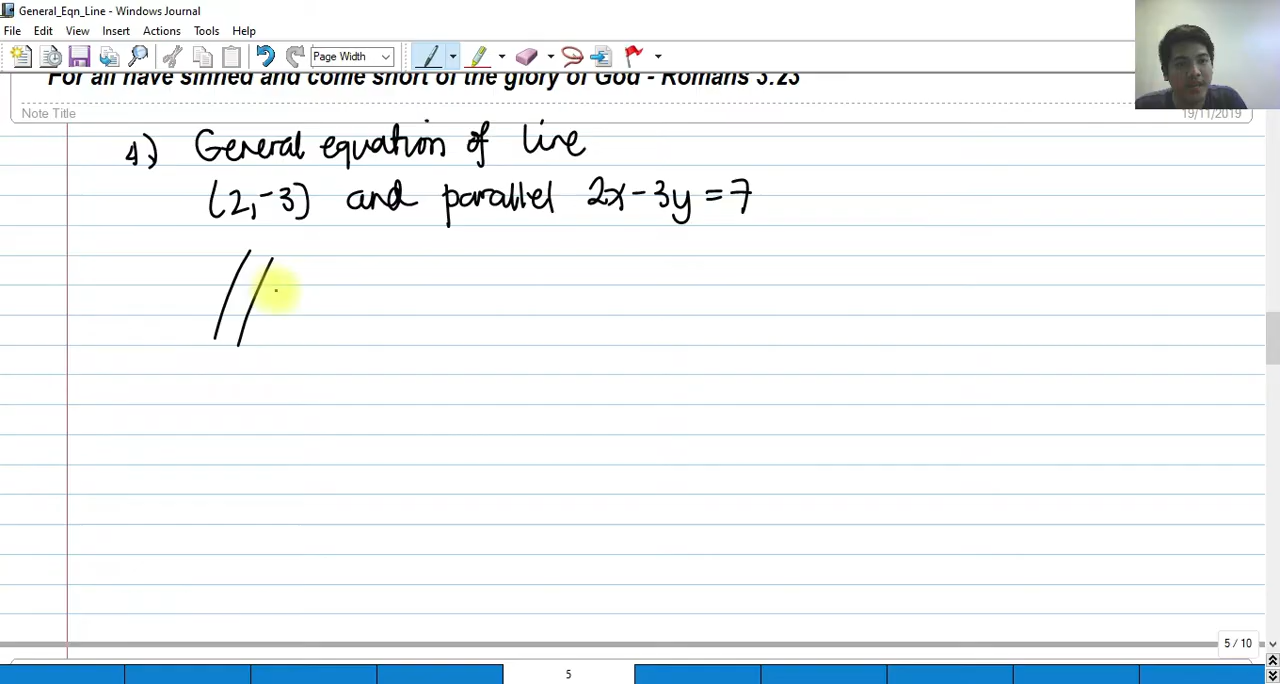 General_Eqn_Line - Windows Journal
File Edit View Insert Actions Tools Help
Page Width
For all have sinned and come short of the glory of God - Romans 3:23
Note Title
19/11/2019
4.) General equation of line
(2,-3) and parallel 2x-3y=7
5 / 10
5